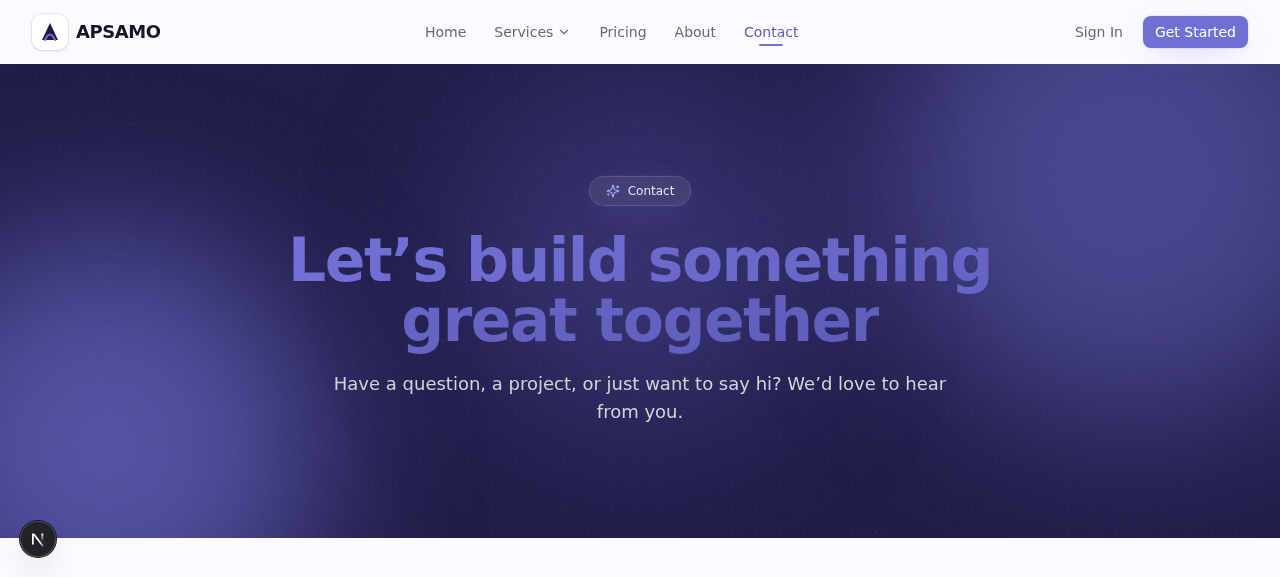 APSAMO
Home Services Pricing About Contact
Sign In Get Started
Contact
Let’s build something
great together
Have a question, a project, or just want to say hi? We’d love to hear
from you.
N